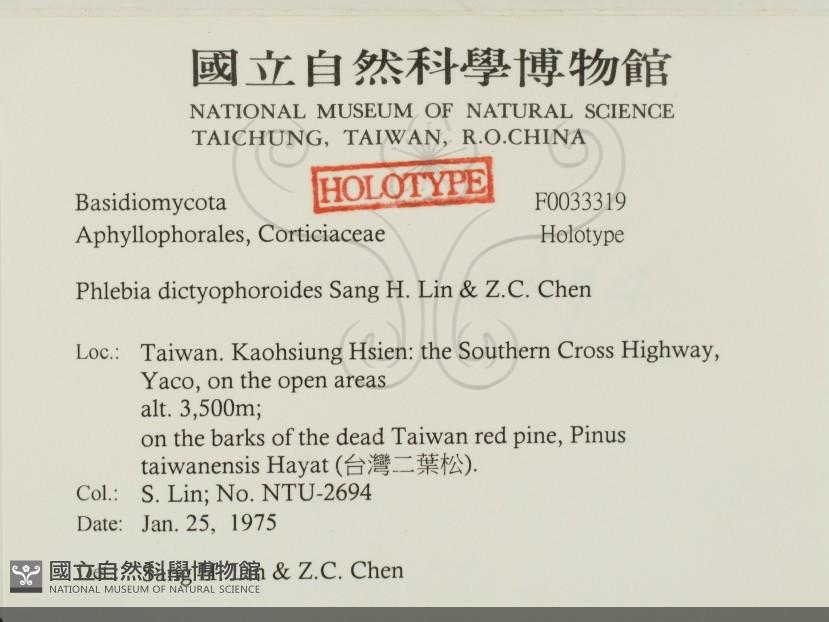 國立自然科學博物館
NATIONAL MUSEUM OF NATURAL SCIENCE
TAICHUNG, TAIWAN, R.O.CHINA
HOLOTYPE
Basidiomycota F0033319
Aphyllophorales, Corticiaceae Holotype
Phlebia dictyophoroides Sang H. Lin & Z.C. Chen
Loc.: Taiwan. Kaohsiung Hsien: the Southern Cross Highway,
Yaco, on the open areas
alt. 3,500m;
on the barks of the dead Taiwan red pine, Pinus
taiwanensis Hayat (台灣二葉松).
Col.: S. Lin; No. NTU-2694
Date: Jan. 25, 1975
Sang H. Lin & Z.C. Chen
國立自然科學博物館
NATIONAL MUSEUM OF NATURAL SCIENCE